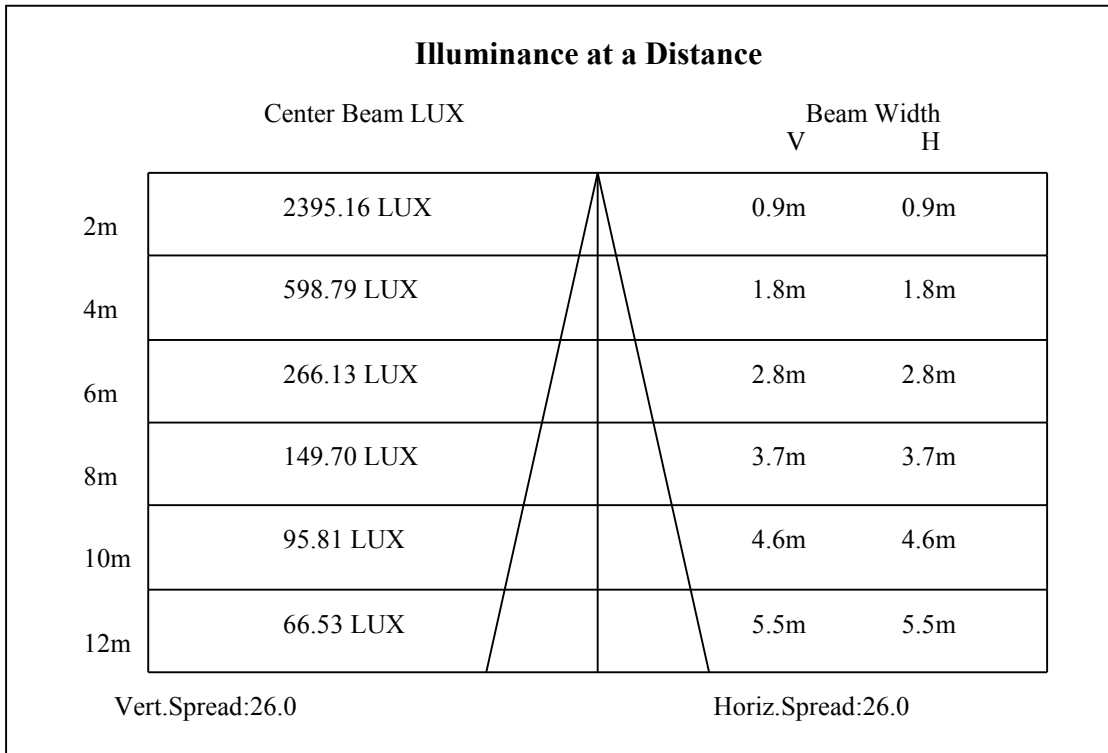 Illuminance at a Distance
Center Beam LUX Beam Width
V H
2m 2395.16 LUX 0.9m 0.9m
4m 598.79 LUX 1.8m 1.8m
6m 266.13 LUX 2.8m 2.8m
8m 149.70 LUX 3.7m 3.7m
10m 95.81 LUX 4.6m 4.6m
12m 66.53 LUX 5.5m 5.5m
Vert.Spread:26.0 Horiz.Spread:26.0